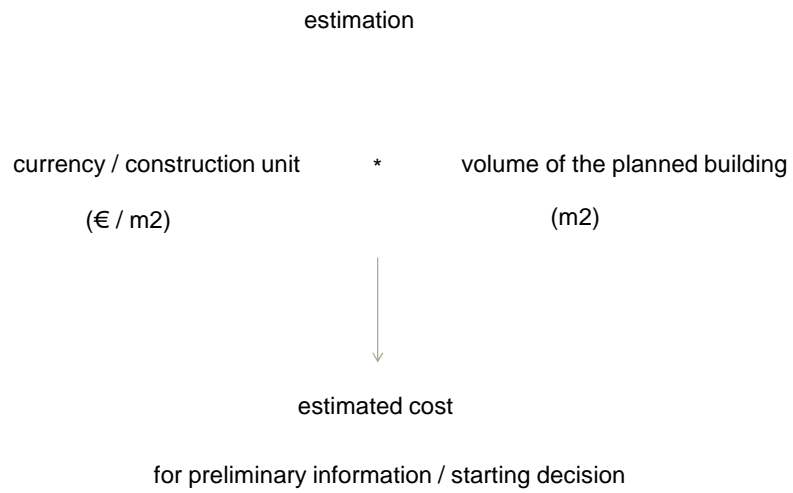 estimation
currency / construction unit * volume of the planned building
(€ / m2) (m2)
estimated cost
for preliminary information / starting decision